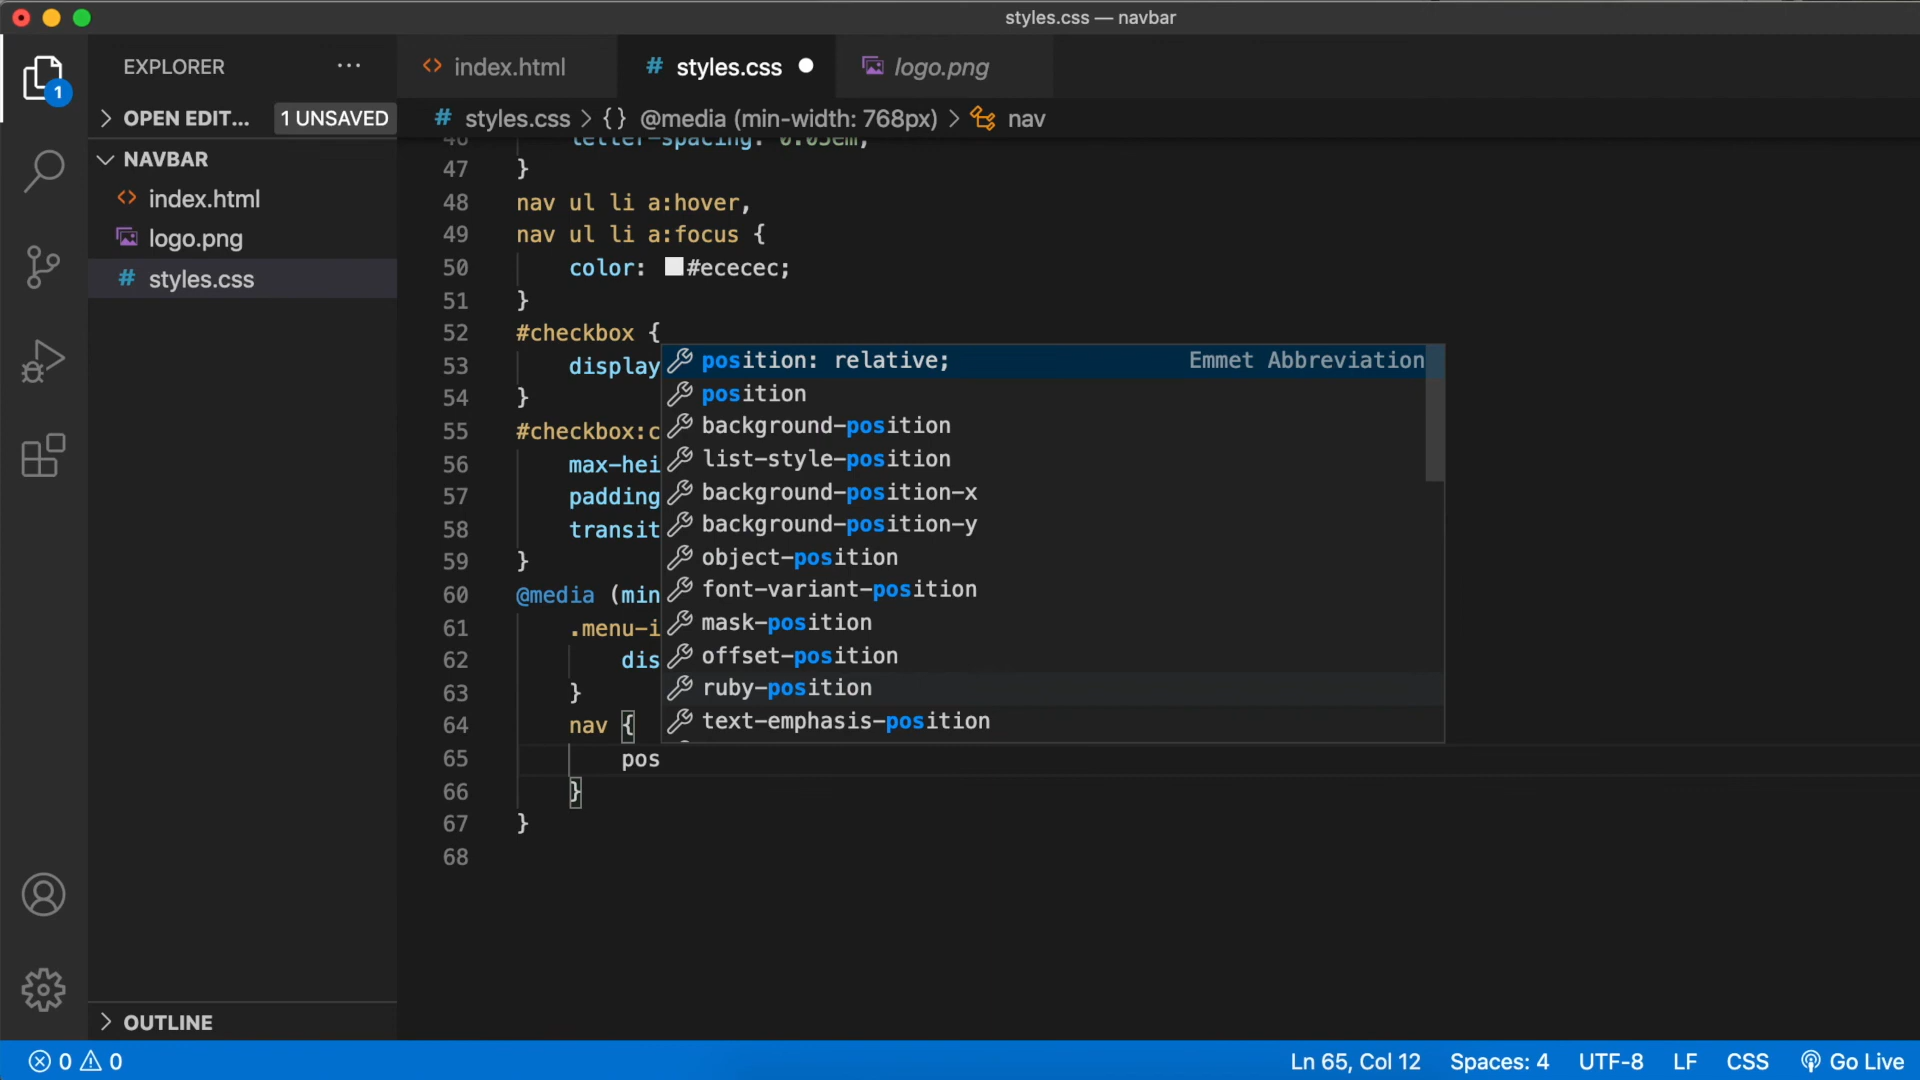 styles.css — navbar
EXPLORER ...
OPEN EDIT... 1 UNSAVED
NAVBAR
index.html
logo.png
styles.css
OUTLINE
1
index.html
styles.css
logo.png
styles.css > {} @media (min-width: 768px) > nav
46 letter-spacing: 0.05em;
47 }
48 nav ul li a:hover,
49 nav ul li a:focus {
50 color: #ececec;
51 }
52 #checkbox {
53 display
54 }
55 #checkbox:c
56 max-hei
57 padding
58 transit
59 }
60 @media (min
61 .menu-i
62 dis
63 }
64 nav {
65 pos
66 }
67 }
68
position: relative; Emmet Abbreviation
position
background-position
list-style-position
background-position-x
background-position-y
object-position
font-variant-position
mask-position
offset-position
ruby-position
text-emphasis-position
0 0
Ln 65, Col 12 Spaces: 4 UTF-8 LF CSS Go Live